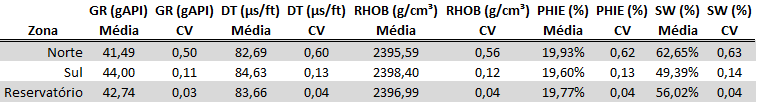 GR (gAPI) GR (gAPI) DT (µs/ft) DT (µs/ft) RHOB (g/cm³) RHOB (g/cm³) PHIE (%) PHIE (%) SW (%) SW (%)
Zona Média CV Média CV Média CV Média CV Média CV
Norte 41,49 0,50 82,69 0,60 2395,59 0,56 19,93% 0,62 62,65% 0,63
Sul 44,00 0,11 84,63 0,13 2398,40 0,12 19,60% 0,13 49,39% 0,14
Reservatório 42,74 0,03 83,66 0,04 2396,99 0,04 19,77% 0,04 56,02% 0,04